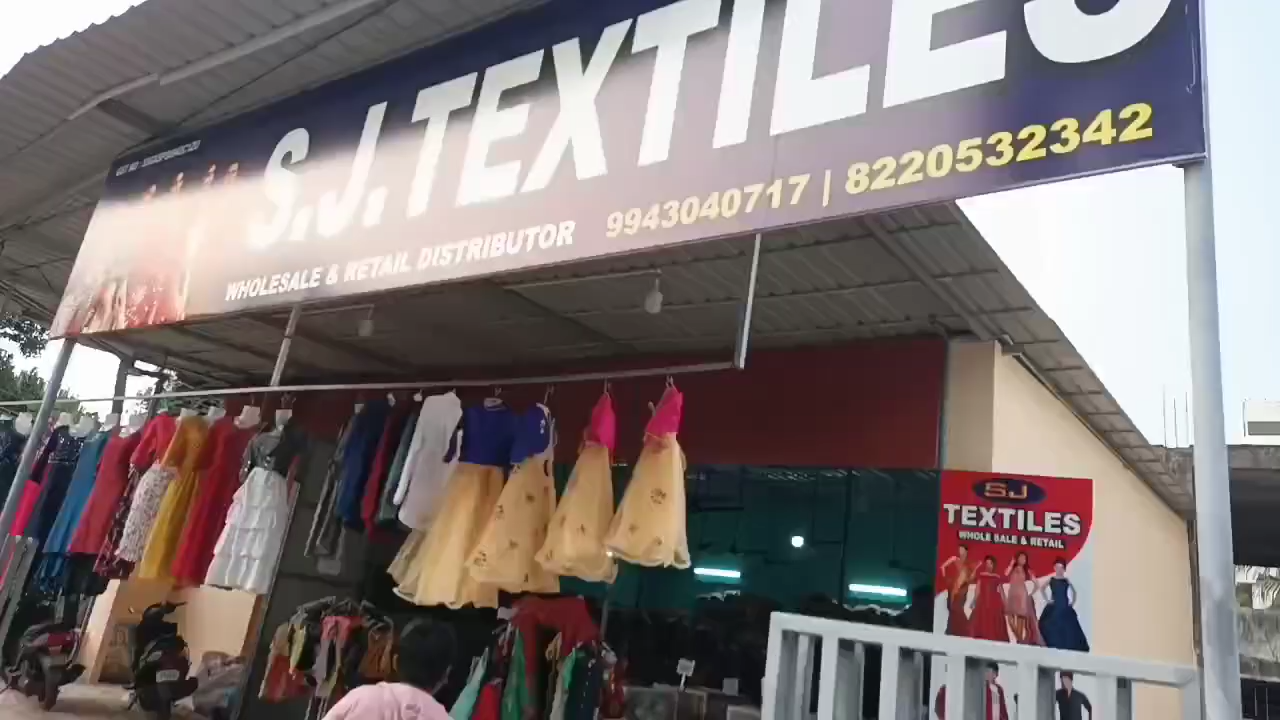 S.J. TEXTILES
WHOLESALE & RETAIL DISTRIBUTOR
9943040717 | 8220532342
SJ
TEXTILES
WHOLE SALE & RETAIL